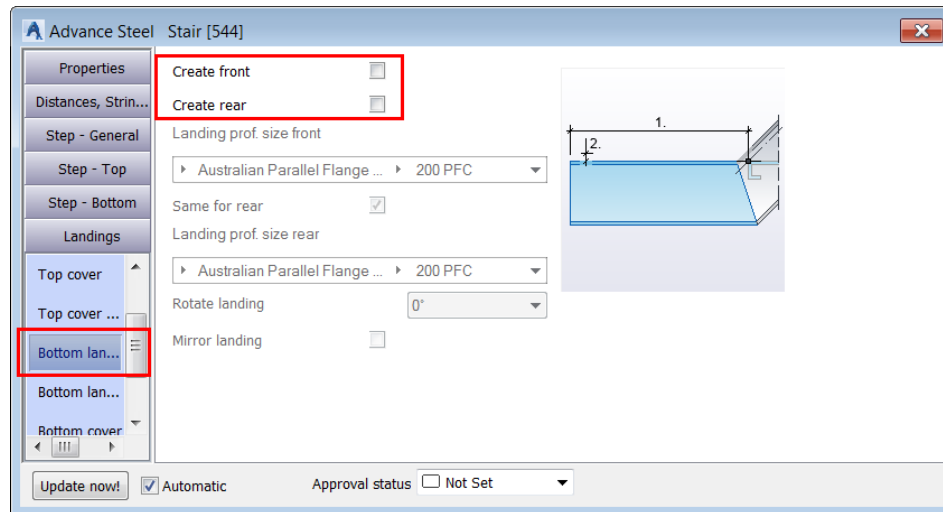 Advance Steel Stair [544]
Properties
Distances, Strin...
Step - General
Step - Top
Step - Bottom
Landings
Top cover
Top cover ...
Bottom lan...
Bottom lan...
Bottom cover
Create front
Create rear
Landing prof. size front
Australian Parallel Flange ... 200 PFC
Same for rear
Landing prof. size rear
Australian Parallel Flange ... 200 PFC
Rotate landing 0°
Mirror landing
1.
2.
Update now! Automatic Approval status Not Set